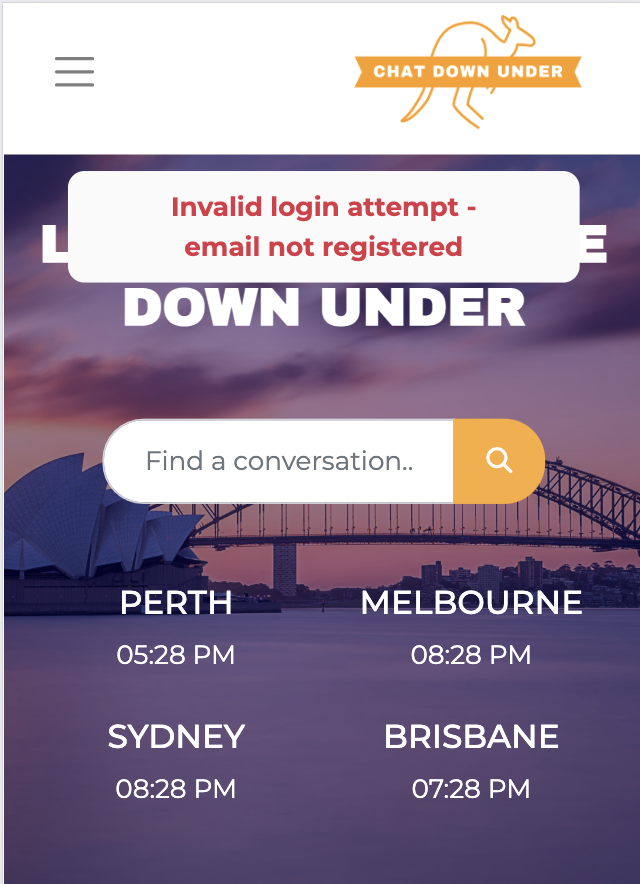 CHAT DOWN UNDER
Invalid login attempt -
email not registered
DOWN UNDER
Find a conversation..
PERTH
MELBOURNE
05:28 PM
08:28 PM
SYDNEY
BRISBANE
08:28 PM
07:28 PM